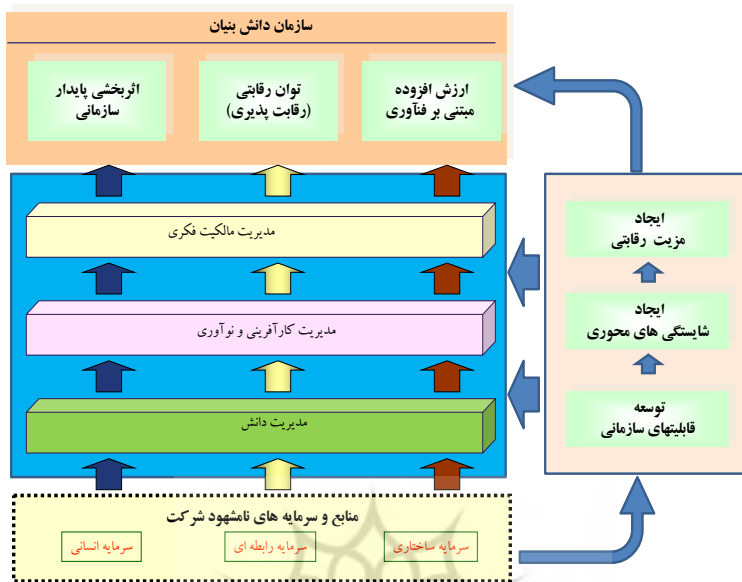 سازمان دانش بنیان
ارزش افزوده
مبتنی بر فنآوری
توان رقابتی
(رقابت پذیری)
اثربخشی پایدار
سازمانی
ایجاد
مزیت رقابتی
ایجاد
شایستگی های محوری
توسعه
قابلیتهای سازمانی
مدیریت مالکیت فکری
مدیریت کارآفرینی و نوآوری
مدیریت دانش
منابع و سرمایه های نامشهود شرکت
سرمایه ساختاری
سرمایه رابطه ای
سرمایه انسانی